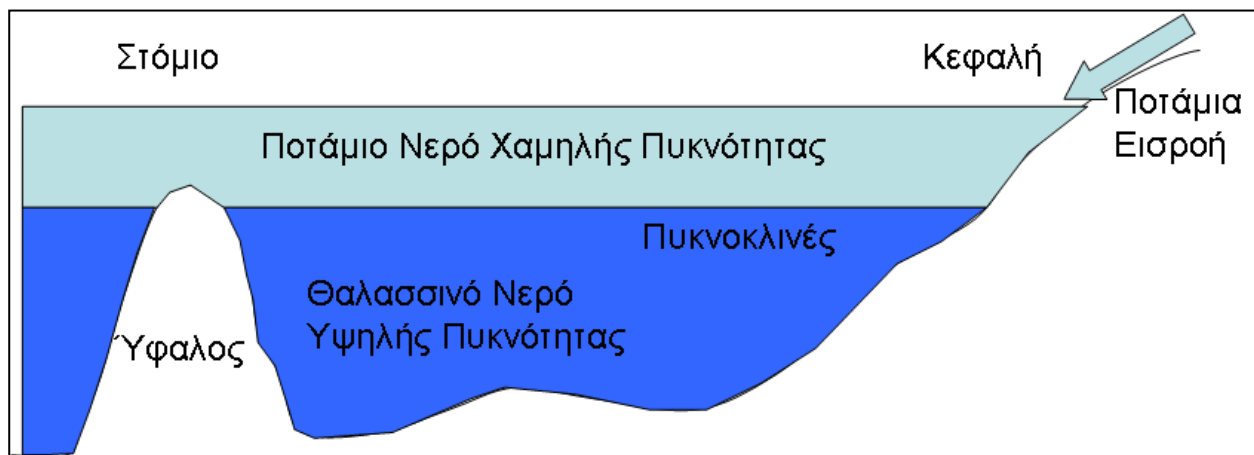 Στόμιο
Κεφαλή
Ποτάμια
Εισροή
Ποτάμιο Νερό Χαμηλής Πυκνότητας
Πυκνοκλινές
Θαλασσινό Νερό
Υψηλής Πυκνότητας
Ύφαλος